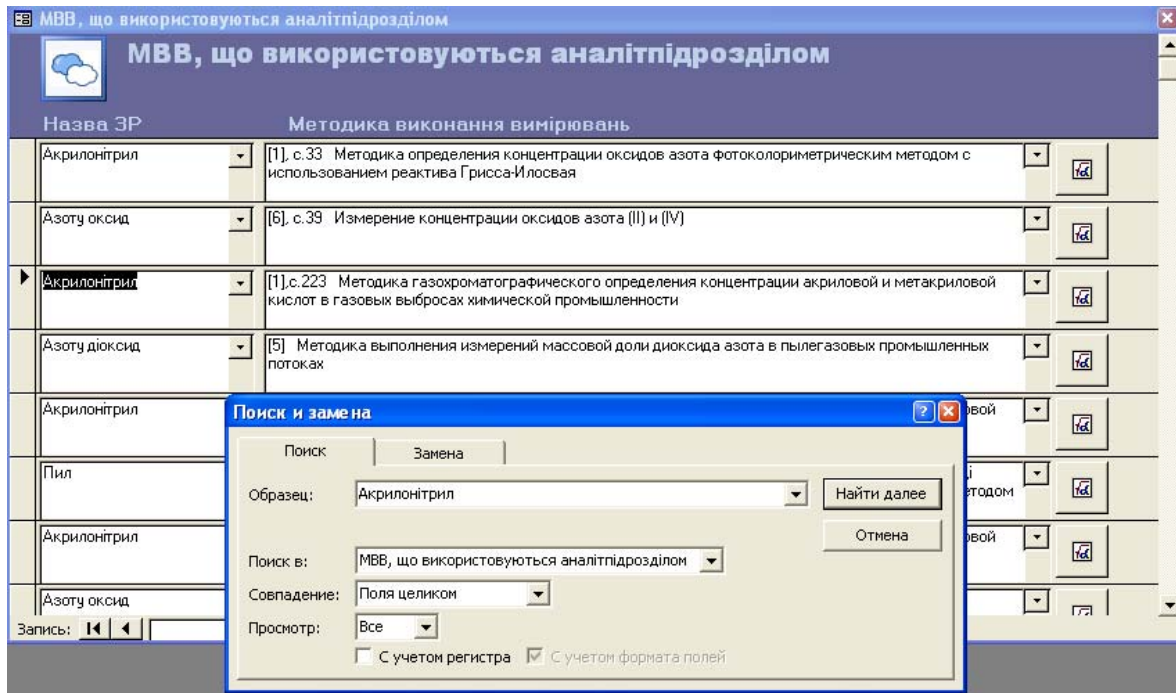 МВВ, що використовуються аналітпідрозділом
МВВ, що використовуються аналітпідрозділом
Назва ЗР Методика виконання вимірювань
Акрилонітрил [1], с.33 Методика определения концентрации оксидов азота фотоколориметрическим методом с
использованием реактива Грисса-Илосвая
Азоту оксид [6], с.39 Измерение концентрации оксидов азота (II) и (IV)
Акрилонітрил [1],с.223 Методика газохроматографического определения концентрации акриловой и метакриловой
кислот в газовых выбросах химической промышленности
Азоту діоксид [5] Методика выполнения измерений массовой доли диоксида азота в пылегазовых промышленных
потоках
Акрилонітрил
Пил
Акрилонітрил
Азоту оксид
Запись:
Поиск и замена
Поиск Замена
Образец: Акрилонітрил Найти далее
Отмена
Поиск в: МВВ, що використовуються аналітпідрозділом
Совпадение: Поля целиком
Просмотр: Все
С учетом регистра С учетом формата полей